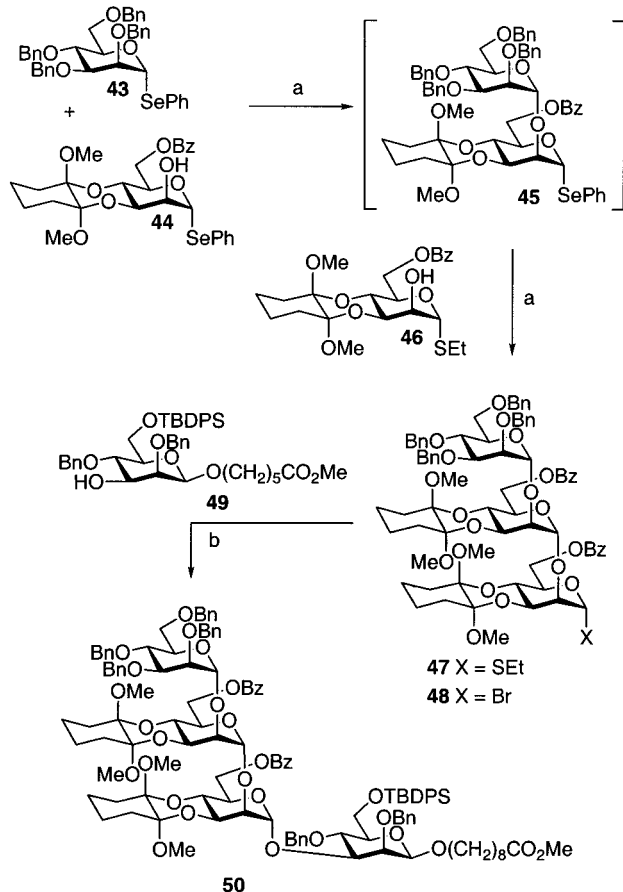 OBn
OBn
BnO
BnO
43
SePh
+
OBz
OMe
OH
O
O
O
MeO
44
SePh
a
OBn
OBn
BnO
BnO
O
OBz
OMe
O
O
O
O
MeO
45
SePh
OBz
OMe
OH
O
O
O
OMe
46
SEt
a
OTBDPS
OBn
BnO
HO
O
O(CH2)5CO2Me
49
b
OBn
OBn
BnO
BnO
O
OBz
OMe
O
O
O
O
OBz
MeO
OMe
O
O
O
O
OMe
X
47 X = SEt
48 X = Br
OBn
OBn
BnO
BnO
O
OBz
OMe
O
O
O
O
OBz
MeO
OMe
O
O
O
O
OMe
OTBDPS
OBn
BnO
O
O
O(CH2)8CO2Me
50